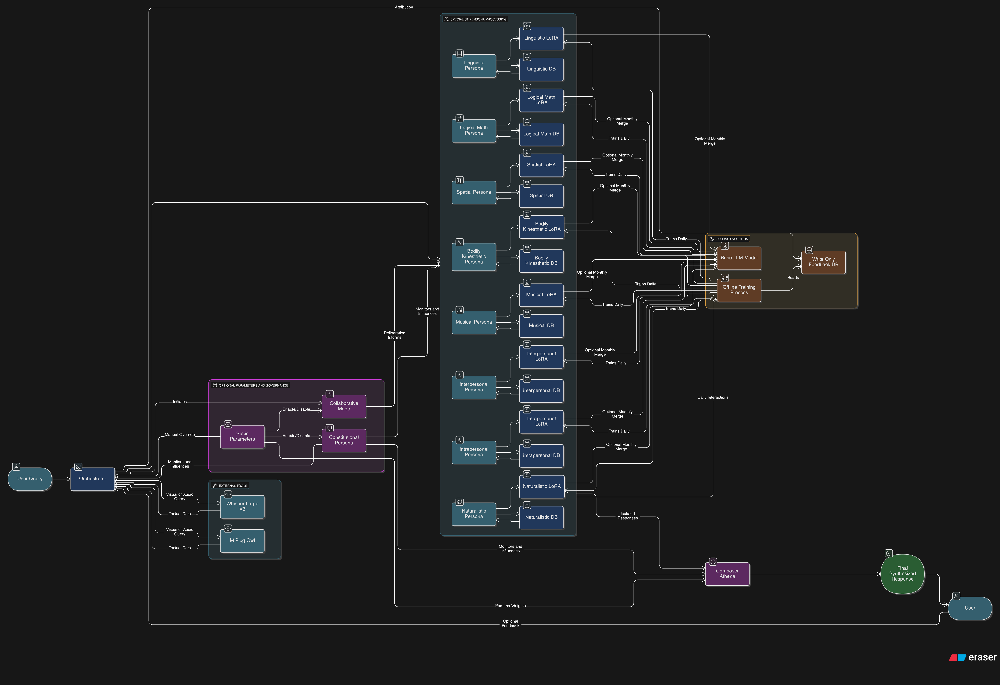 Attribution
SPECIALIST PERSONA PROCESSING
Linguistic LoRA
Linguistic
Persona
Linguistic DB
Logical Math
LoRA
Logical Math
Persona
Logical Math DB
Optional Monthly
Merge
Trains Daily
Optional Monthly
Merge
Spatial LoRA
Optional Monthly
Merge
Trains Daily
Spatial Persona
Spatial DB
Optional Monthly
Merge
Bodily
Kinesthetic LoRA
Bodily
Kinesthetic
Persona
Bodily
Kinesthetic DB
Trains Daily
OFFLINE EVOLUTION
Base LLM Model
Write Only
Feedback DB
Optional Monthly
Merge
Reads
Trains Daily
Offline Training
Process
Musical LoRA
Trains Daily
Trains Daily
Monitors and
Influences
Musical Persona
Musical DB
Deliberation
Informs
Interpersonal
LoRA
Optional Monthly
Merge
Trains Daily
Interpersonal
Persona
Interpersonal DB
Daily Interactions
OPTIONAL PARAMETERS AND GOVERNANCE
Initiates
Collaborative
Mode
Enable/Disable
Intrapersonal
LoRA
Optional Monthly
Merge
Trains Daily
Manual Override
Static
Parameters
Enable/Disable
Constitutional
Persona
Intrapersonal
Persona
Intrapersonal DB
Optional Monthly
Merge
Monitors and
Influences
User Query
Orchestrator
EXTERNAL TOOLS
Naturalistic LoRA
Visual or Audio
Query
Whisper Large
V3
Textual Data
Naturalistic
Persona
Naturalistic DB
Isolated
Responses
Visual or Audio
Query
M Plug Owl
Textual Data
Monitors and
Influences
Composer
Athena
Final
Synthesized
Response
Persona Weights
User
Optional
Feedback
eraser